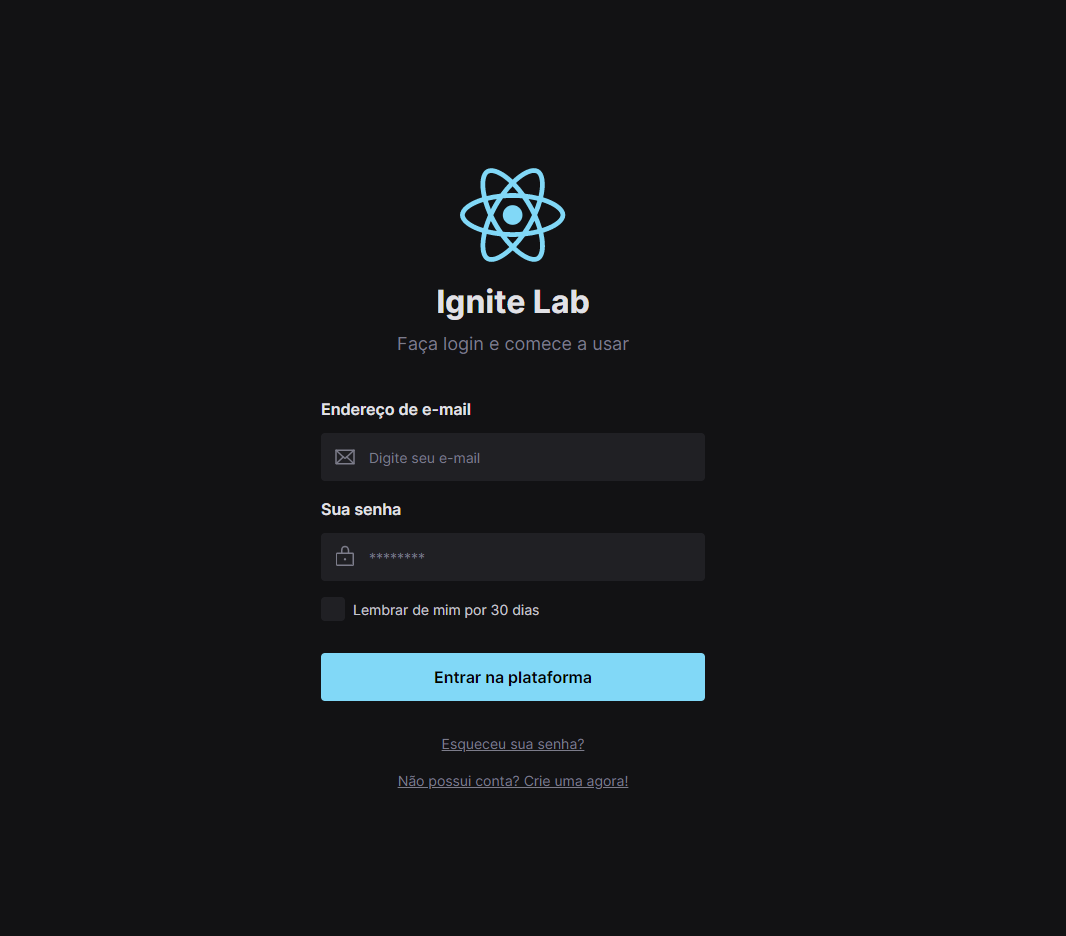 Ignite Lab
Faça login e comece a usar
Endereço de e-mail
Digite seu e-mail
Sua senha
********
Lembrar de mim por 30 dias
Entrar na plataforma
Esqueceu sua senha?
Não possui conta? Crie uma agora!